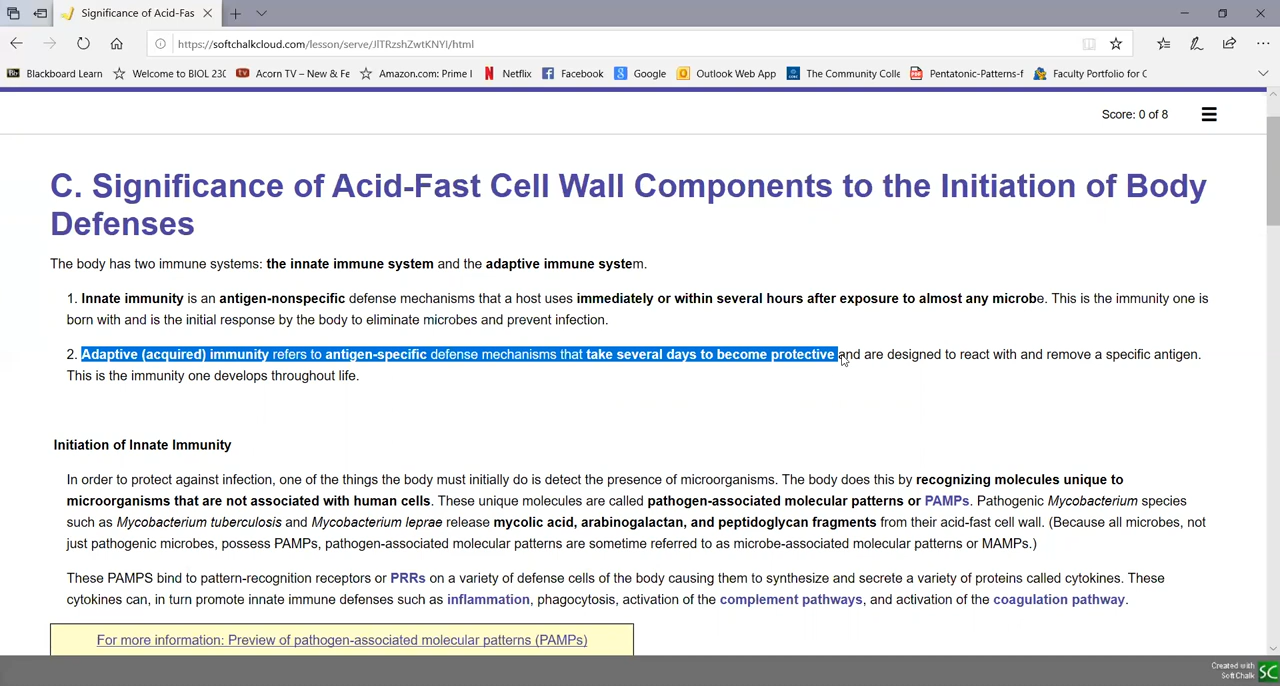 Significance of Acid-Fas
https://softchalkcloud.com/lesson/serve/JlTRzshZwtKNYI/html
Blackboard Learn Welcome to BIOL 230 Acorn TV – New & Fe Amazon.com: Prime I Netflix Facebook Google Outlook Web App The Community Colle Pentatonic-Patterns-f Faculty Portfolio for C
Score: 0 of 8
C. Significance of Acid-Fast Cell Wall Components to the Initiation of Body
Defenses
The body has two immune systems: the innate immune system and the adaptive immune system.
1. Innate immunity is an antigen-nonspecific defense mechanisms that a host uses immediately or within several hours after exposure to almost any microbe. This is the immunity one is
born with and is the initial response by the body to eliminate microbes and prevent infection.
2. Adaptive (acquired) immunity refers to antigen-specific defense mechanisms that take several days to become protective and are designed to react with and remove a specific antigen.
This is the immunity one develops throughout life.
Initiation of Innate Immunity
In order to protect against infection, one of the things the body must initially do is detect the presence of microorganisms. The body does this by recognizing molecules unique to
microorganisms that are not associated with human cells. These unique molecules are called pathogen-associated molecular patterns or PAMPs. Pathogenic Mycobacterium species
such as Mycobacterium tuberculosis and Mycobacterium leprae release mycolic acid, arabinogalactan, and peptidoglycan fragments from their acid-fast cell wall. (Because all microbes, not
just pathogenic microbes, possess PAMPs, pathogen-associated molecular patterns are sometime referred to as microbe-associated molecular patterns or MAMPs.)
These PAMPS bind to pattern-recognition receptors or PRRs on a variety of defense cells of the body causing them to synthesize and secrete a variety of proteins called cytokines. These
cytokines can, in turn promote innate immune defenses such as inflammation, phagocytosis, activation of the complement pathways, and activation of the coagulation pathway.
For more information: Preview of pathogen-associated molecular patterns (PAMPs)
Created with
SoftChalk SC